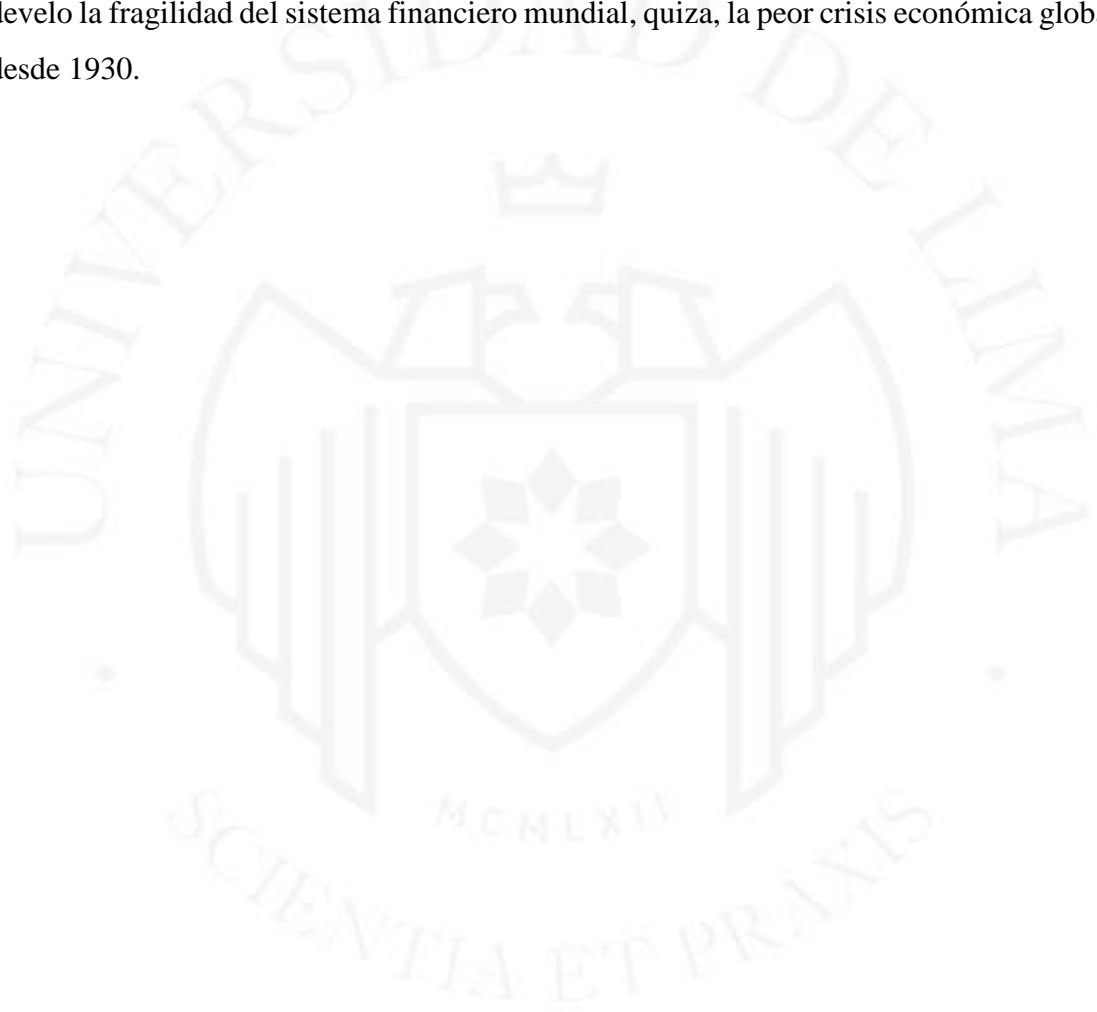 develo la fragilidad del sistema financiero mundial, quiza, la peor crisis económica glob
desde 1930.
UNIVERSIDAD DE LIMA
MCMLXII
SCIENTIA ET PRAXIS